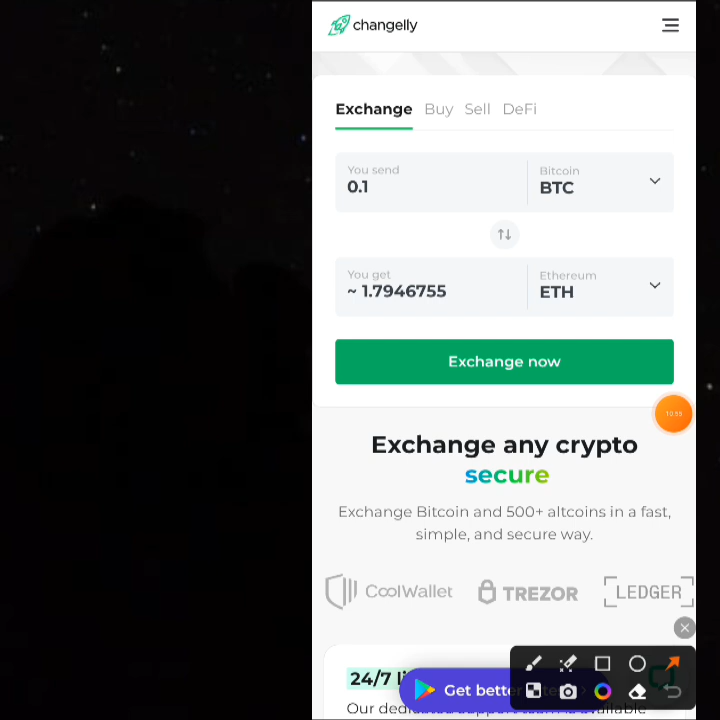 changelly
Exchange Buy Sell DeFi
You send
0.1
Bitcoin
BTC
You get
~ 1.7946755
Ethereum
ETH
Exchange now
Exchange any crypto
secure
Exchange Bitcoin and 500+ altcoins in a fast,
simple, and secure way.
CoolWallet TREZOR LEDGER
24/7
Get better
Our